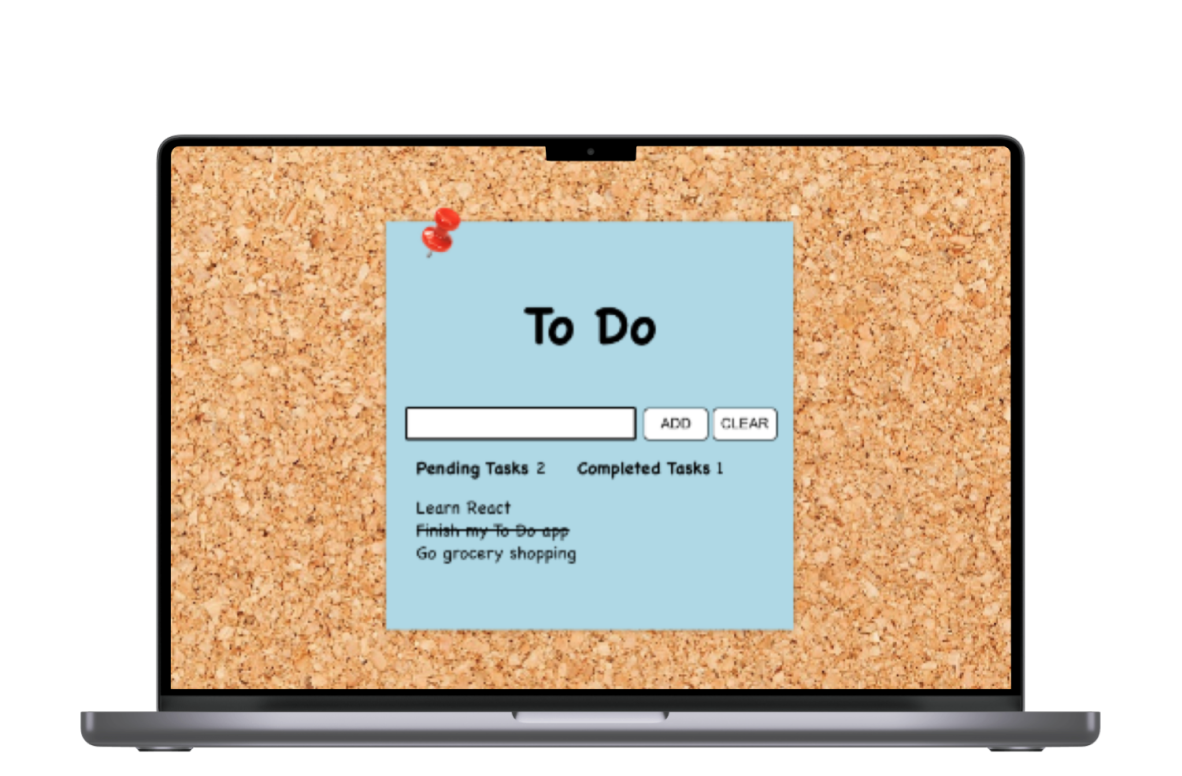 To Do
ADD CLEAR
Pending Tasks 2 Completed Tasks 1
Learn React
Finish my To Do app
Go grocery shopping